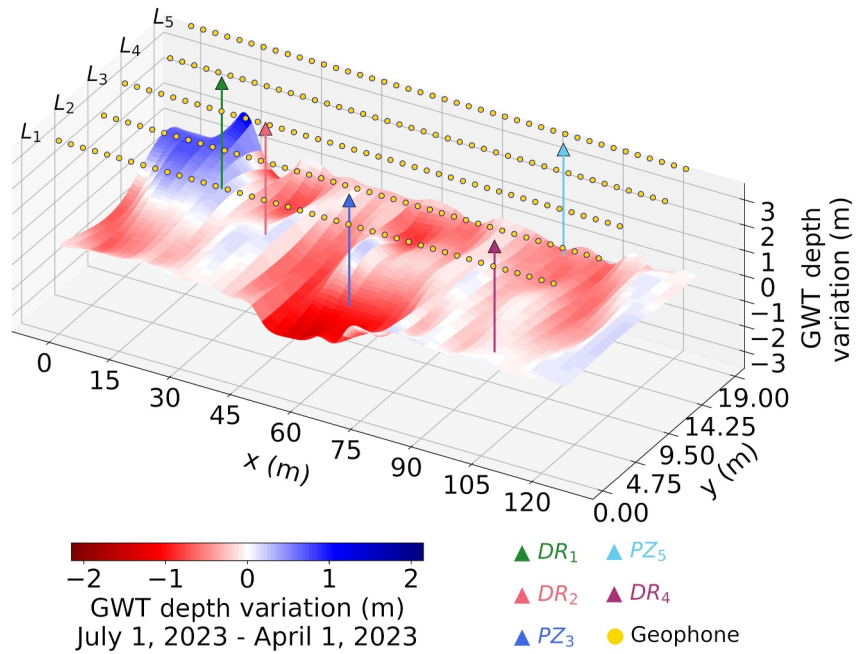 L5
L4
L3
L2
L1
3
2
1
0
−1
−2
−3
GWT depth
variation (m)
0
15
30
45
60
75
90
105
120
x (m)
0.00
4.75
9.50
14.25
19.00
y (m)
−2 −1 0 1 2
GWT depth variation (m)
July 1, 2023 - April 1, 2023
DR1 PZ5
DR2 DR4
PZ3 Geophone